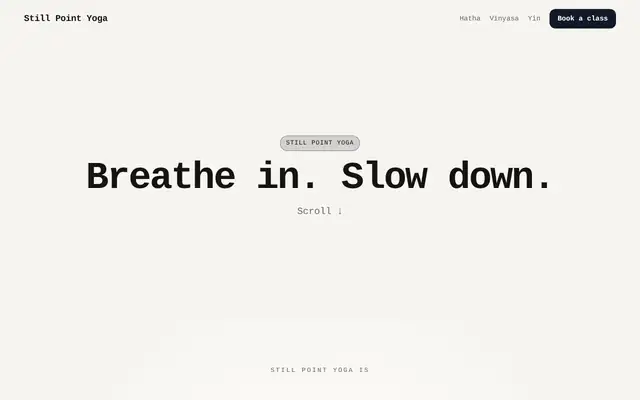 Still Point Yoga
Hatha Vinyasa Yin Book a class
STILL POINT YOGA
Breathe in. Slow down.
Scroll ↓
STILL POINT YOGA IS